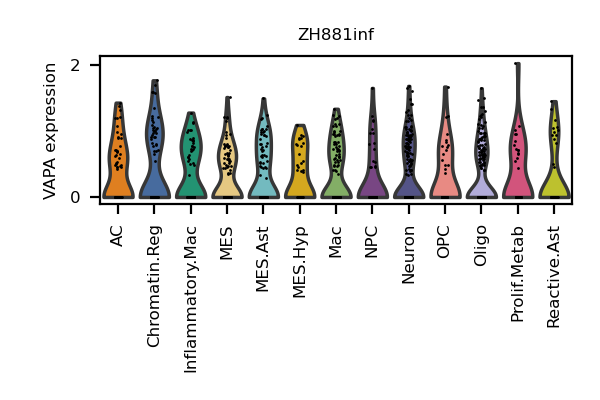 ZH881inf
VAPA expression
2
0
AC
Chromatin.Reg
Inflammatory.Mac
MES
MES.Ast
MES.Hyp
Mac
NPC
Neuron
OPC
Oligo
Prolif.Metab
Reactive.Ast